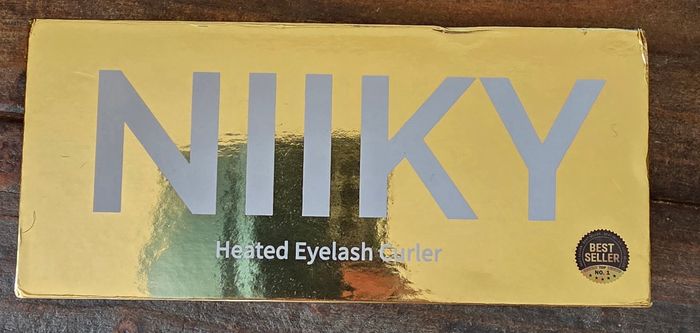 NIIKY
Heated Eyelash Curler
BEST
SELLER
NO. 1